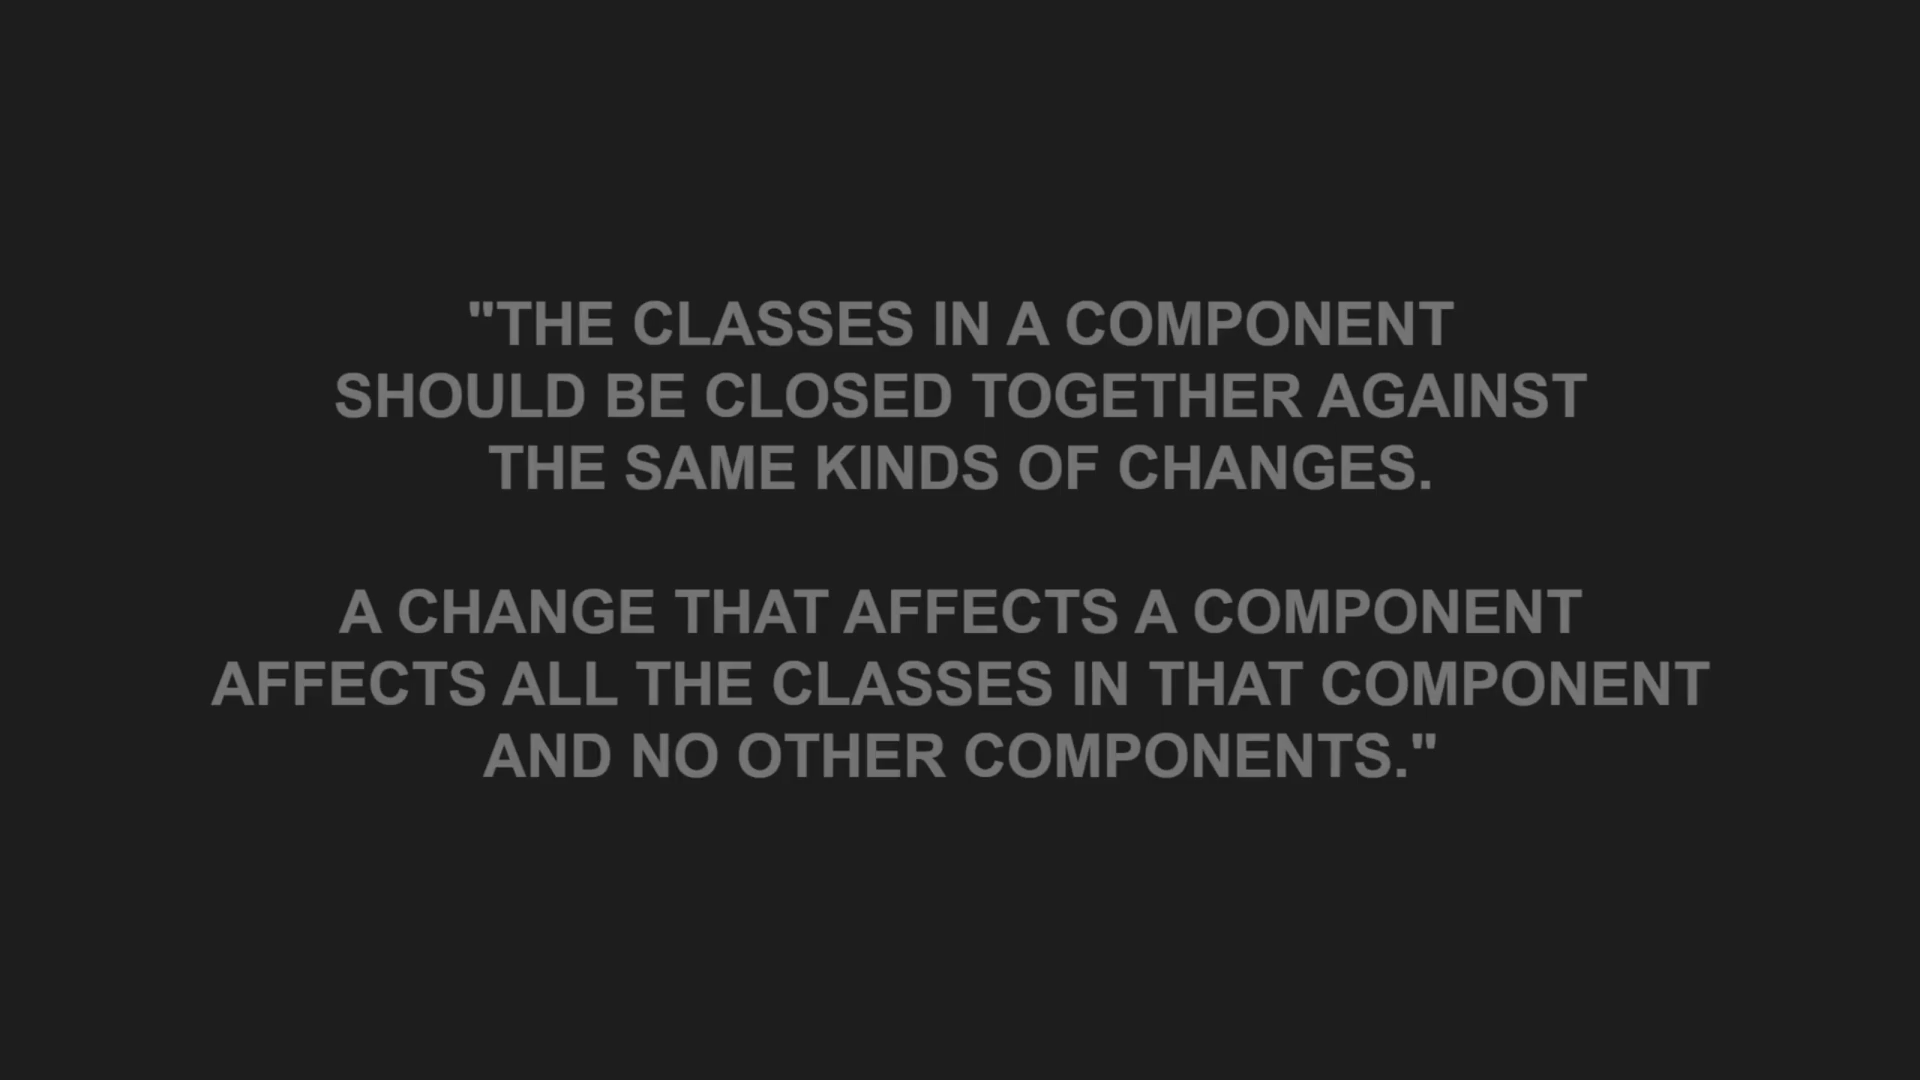 "THE CLASSES IN A COMPONENT
SHOULD BE CLOSED TOGETHER AGAINST
THE SAME KINDS OF CHANGES.
A CHANGE THAT AFFECTS A COMPONENT
AFFECTS ALL THE CLASSES IN THAT COMPONENT
AND NO OTHER COMPONENTS."